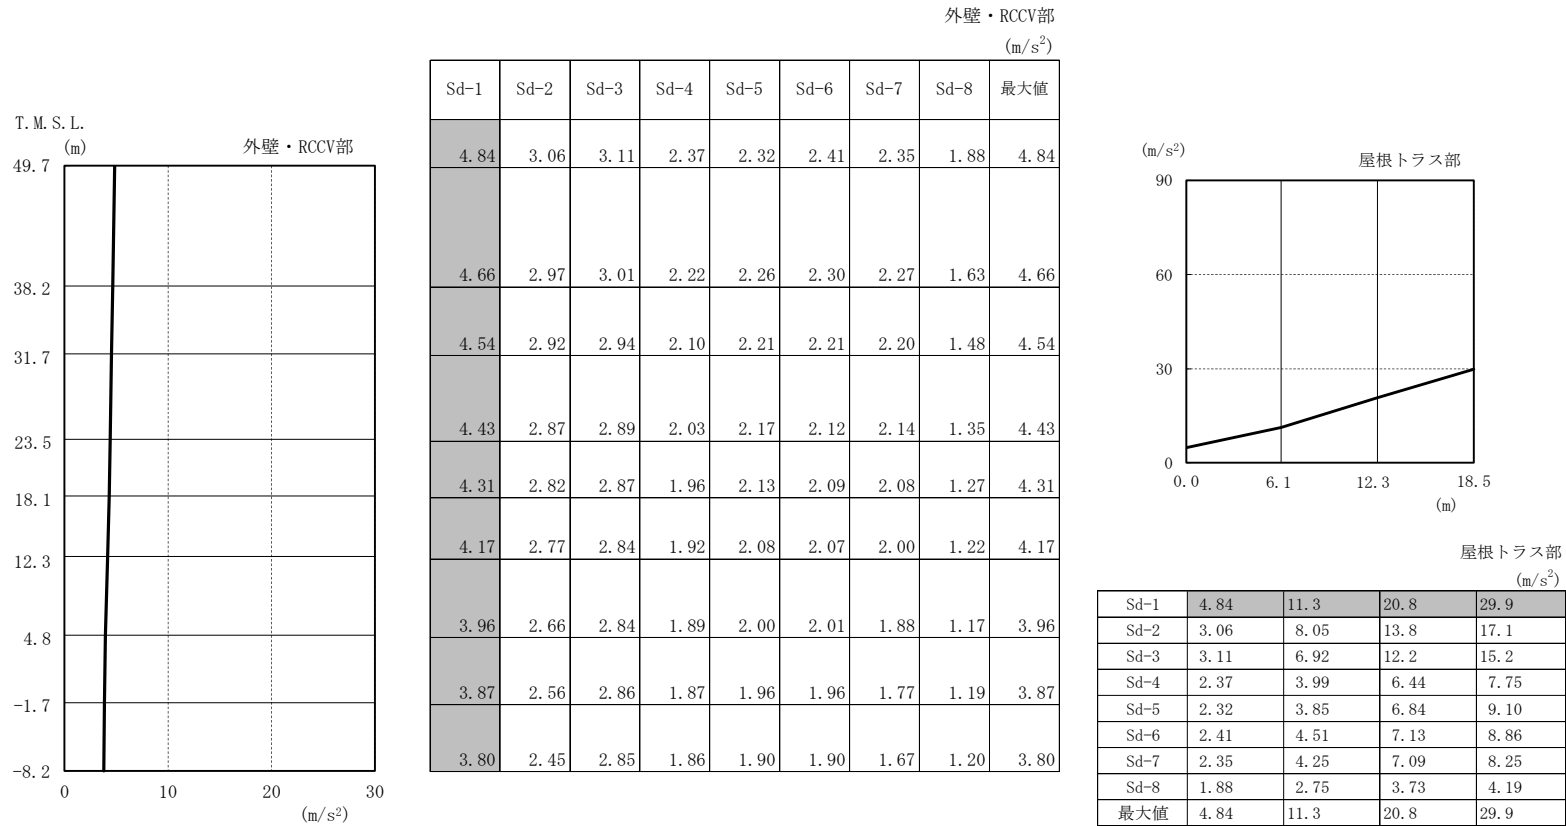 T.M.S.L.
(m)
外壁・RCCV部
49.7
38.2
31.7
23.5
18.1
12.3
4.8
-1.7
-8.2
0 10 20 30
(m/s²)
外壁・RCCV部
(m/s²)
Sd-1 Sd-2 Sd-3 Sd-4 Sd-5 Sd-6 Sd-7 Sd-8 最大値
4.84 3.06 3.11 2.37 2.32 2.41 2.35 1.88 4.84
4.66 2.97 3.01 2.22 2.26 2.30 2.27 1.63 4.66
4.54 2.92 2.94 2.10 2.21 2.21 2.20 1.48 4.54
4.43 2.87 2.89 2.03 2.17 2.12 2.14 1.35 4.43
4.31 2.82 2.87 1.96 2.13 2.09 2.08 1.27 4.31
4.17 2.77 2.84 1.92 2.08 2.07 2.00 1.22 4.17
3.96 2.66 2.84 1.89 2.00 2.01 1.88 1.17 3.96
3.87 2.56 2.86 1.87 1.96 1.96 1.77 1.19 3.87
3.80 2.45 2.85 1.86 1.90 1.90 1.67 1.20 3.80
(m/s²)
屋根トラス部
90
60
30
0
0.0 6.1 12.3 18.5
(m)
屋根トラス部
(m/s²)
Sd-1 4.84 11.3 20.8 29.9
Sd-2 3.06 8.05 13.8 17.1
Sd-3 3.11 6.92 12.2 15.2
Sd-4 2.37 3.99 6.44 7.75
Sd-5 2.32 3.85 6.84 9.10
Sd-6 2.41 4.51 7.13 8.86
Sd-7 2.35 4.25 7.09 8.25
Sd-8 1.88 2.75 3.73 4.19
最大値 4.84 11.3 20.8 29.9